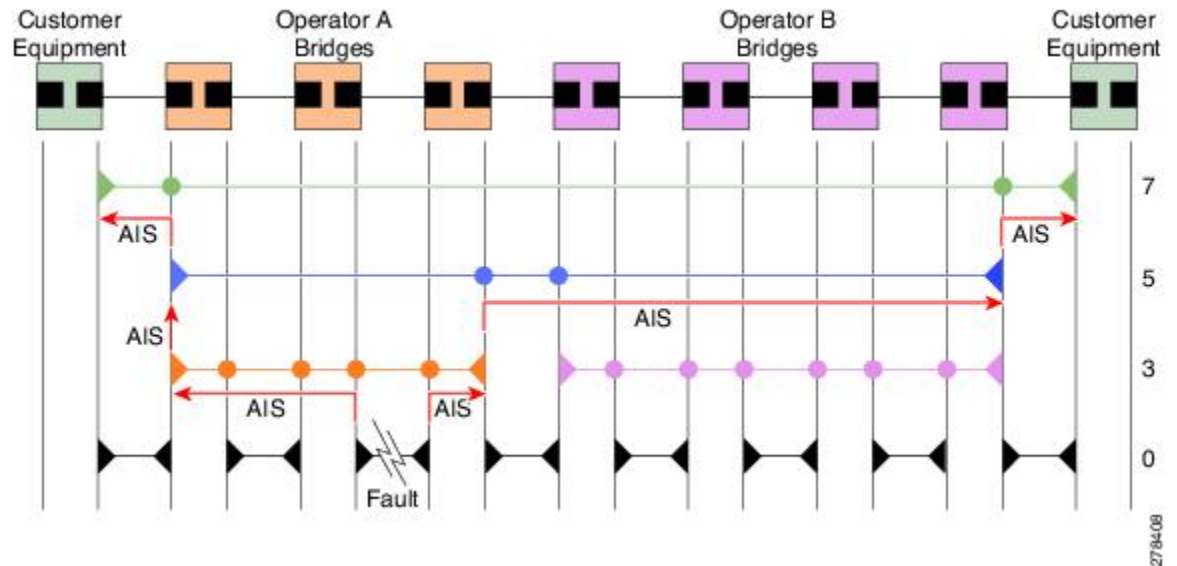 Customer
Equipment
Operator A
Bridges
Operator B
Bridges
Customer
Equipment
7
AIS
AIS
5
AIS
AIS
3
AIS
AIS
0
Fault
278408